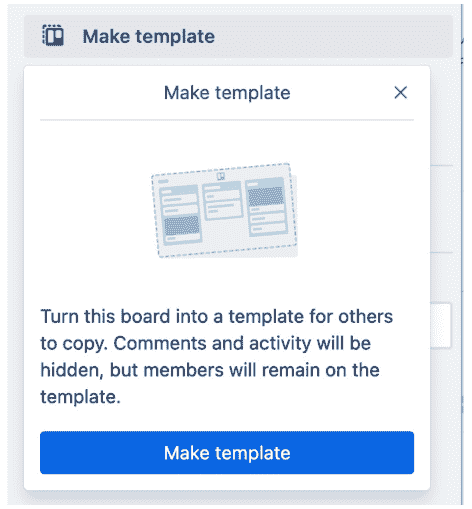 Make template
Make template
Turn this board into a template for others
to copy. Comments and activity will be
hidden, but members will remain on the
template.
Make template